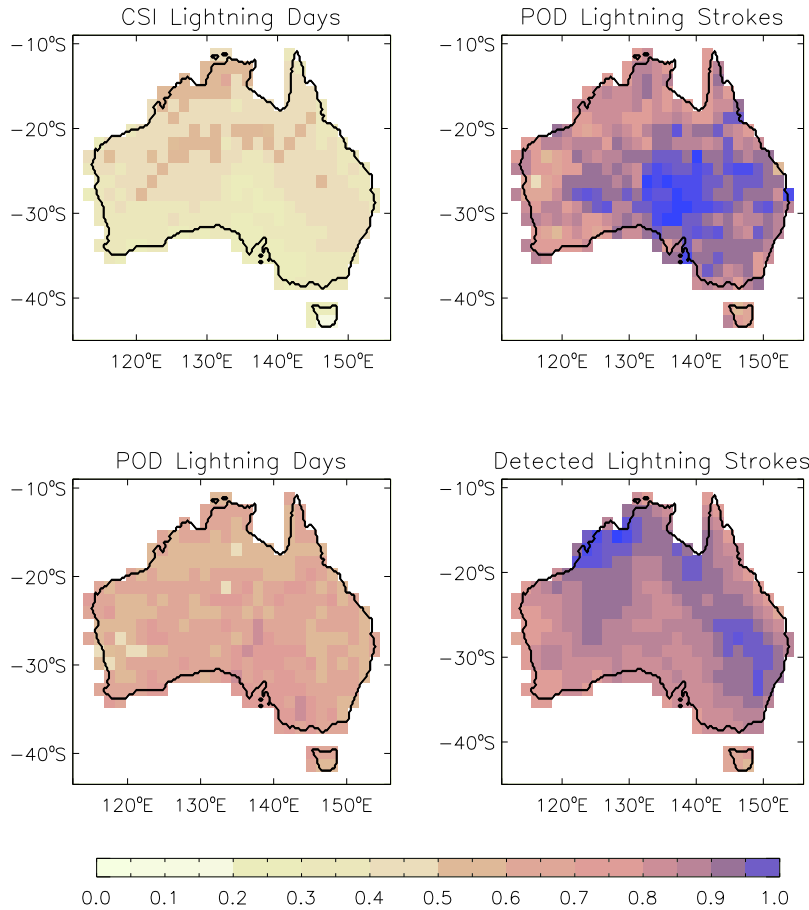 CSI Lightning Days
POD Lightning Strokes
−10°S
−20°S
−30°S
−40°S
120°E 130°E 140°E 150°E
−10°S
−20°S
−30°S
−40°S
120°E 130°E 140°E 150°E
POD Lightning Days
Detected Lightning Strokes
−10°S
−20°S
−30°S
−40°S
120°E 130°E 140°E 150°E
−10°S
−20°S
−30°S
−40°S
120°E 130°E 140°E 150°E
0.0 0.1 0.2 0.3 0.4 0.5 0.6 0.7 0.8 0.9 1.0